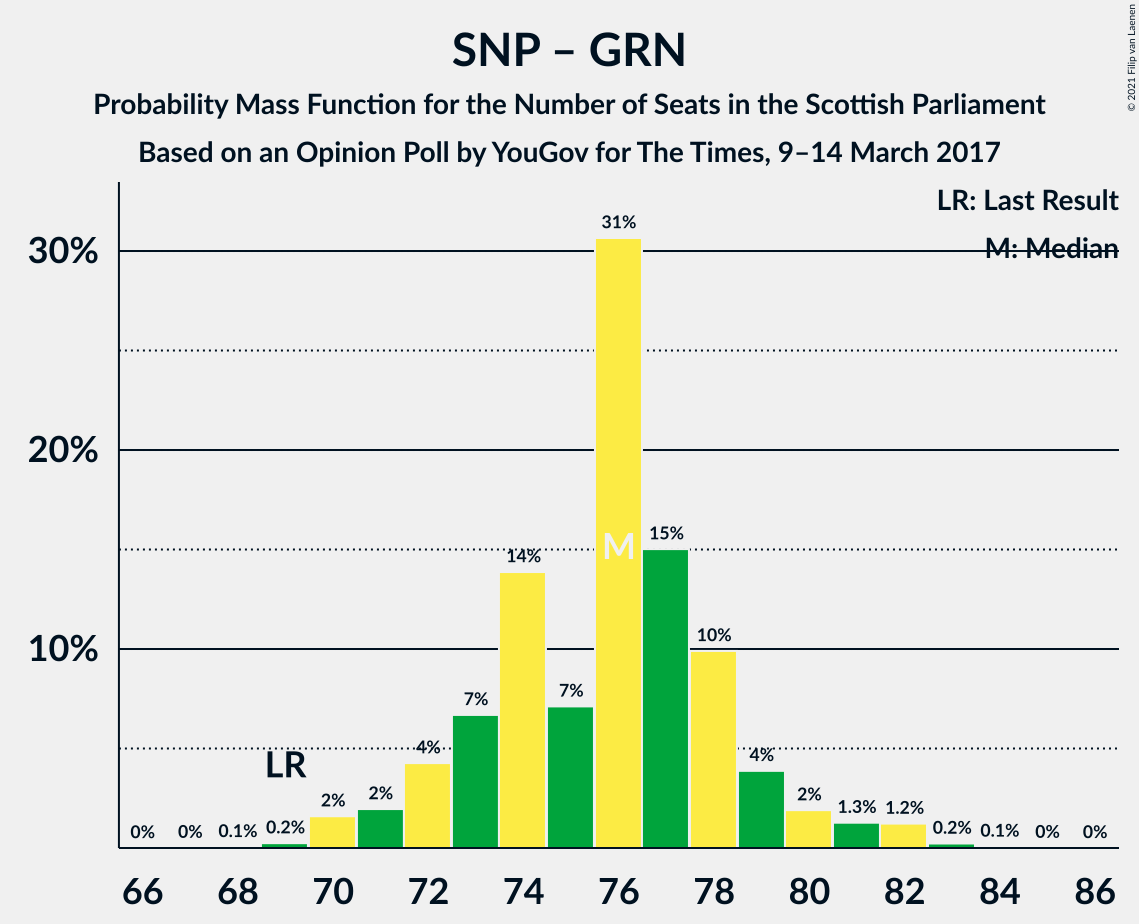 SNP – GRN
Probability Mass Function for the Number of Seats in the Scottish Parliament
Based on an Opinion Poll by YouGov for The Times, 9–14 March 2017
© 2021 Filip van Laenen
LR: Last Result
M: Median
30%
20%
10%
0%
0%
0.1%
0.2%
2%
2%
4%
7%
14%
7%
31%
15%
10%
4%
2%
1.3%
1.2%
0.2%
0.1%
0%
0%
LR
M
66 68 70 72 74 76 78 80 82 84 86